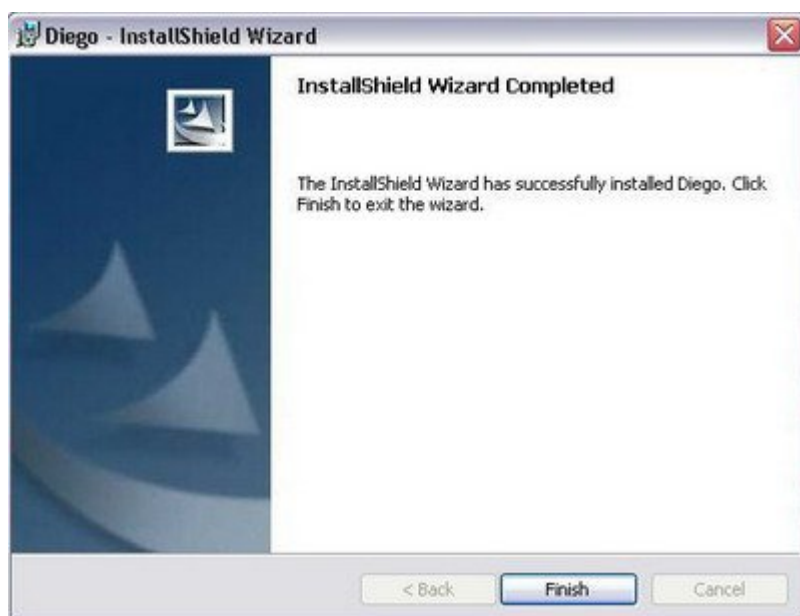 Diego - InstallShield Wizard
InstallShield Wizard Completed
The InstallShield Wizard has successfully installed Diego. Click
Finish to exit the wizard.
< Back
Finish
Cancel